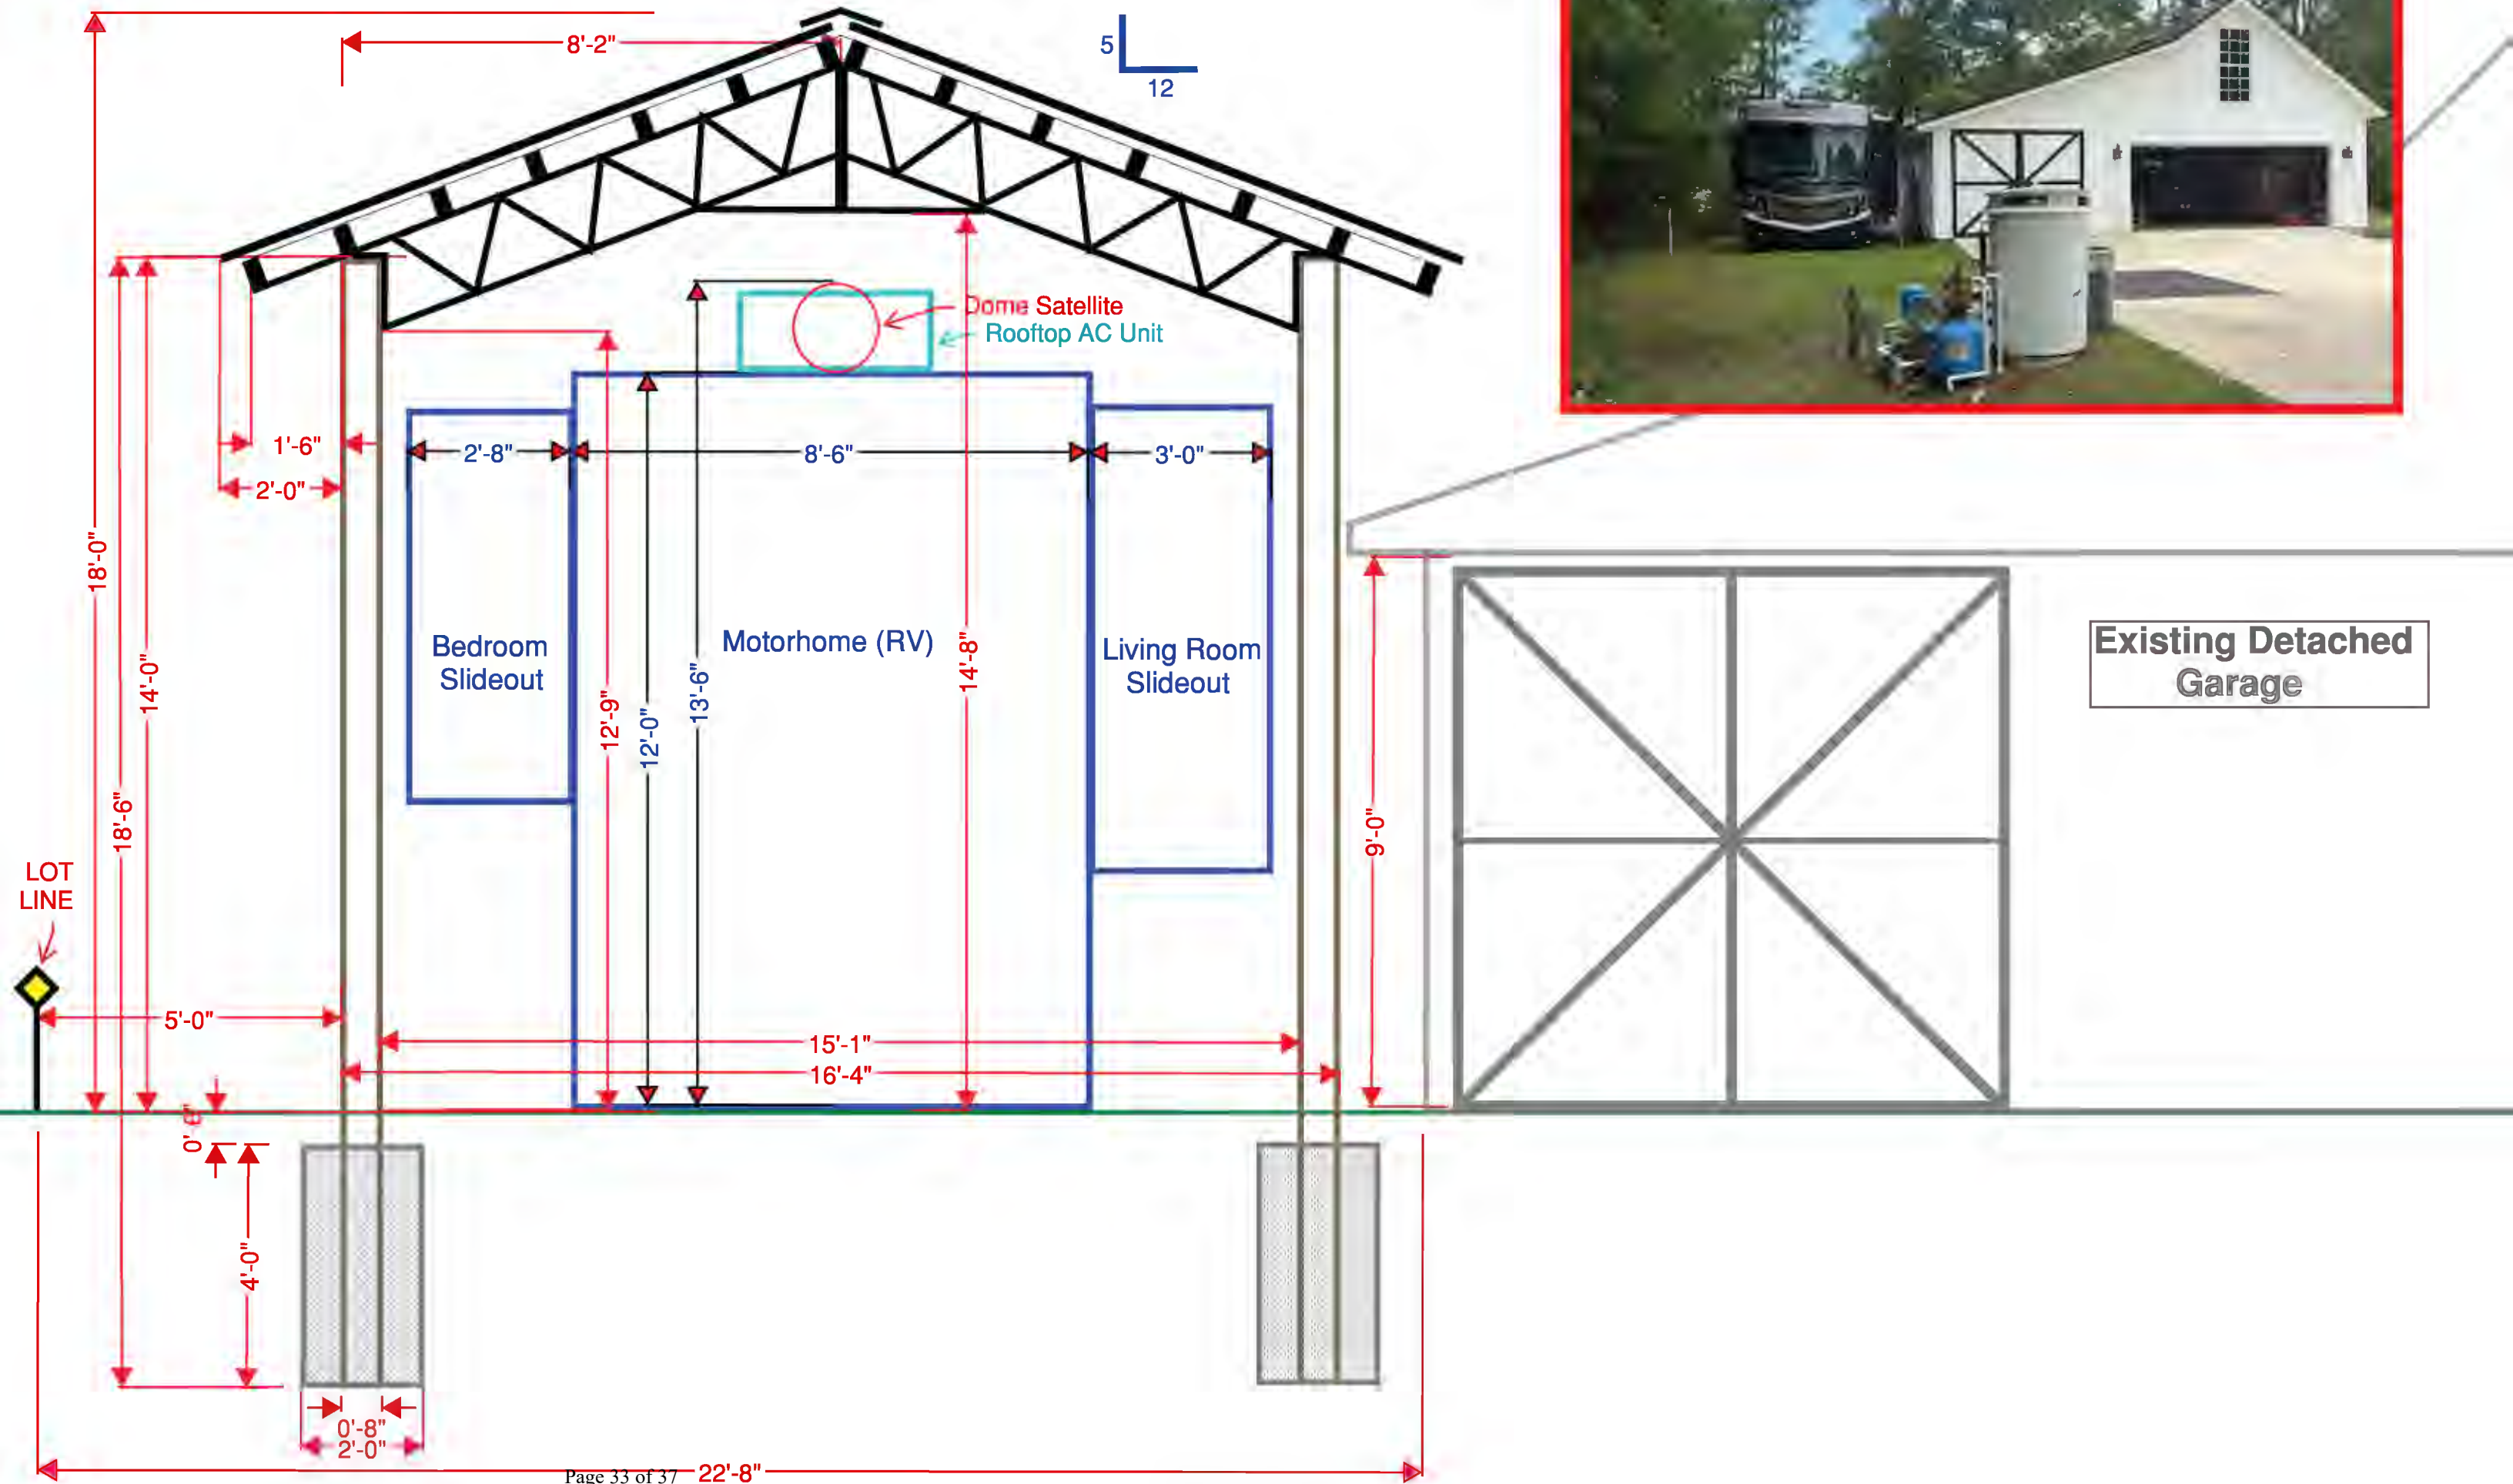 8'-2"
5
12
Dome Satellite
Rooftop AC Unit
1'-6"
2'-0"
2'-8"
8'-6"
3'-0"
18'-0"
18'-6"
14'-0"
12'-9"
12'-0"
13'-6"
14'-8"
9'-0"
Bedroom
Slideout
Motorhome (RV)
Living Room
Slideout
Existing Detached
Garage
LOT
LINE
5'-0"
15'-1"
16'-4"
4'-0"
0'-8"
2'-0"
22'-8"
Page 33 of 37